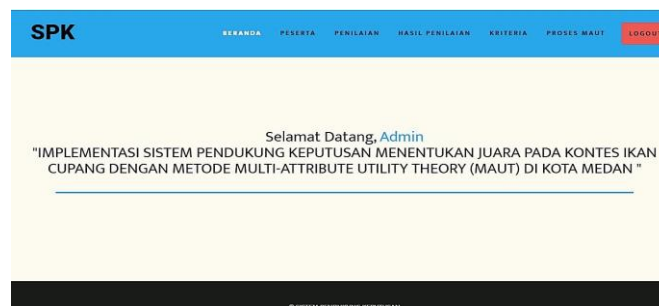 SPK
BERANDA PESERTA PENILAIAN HASIL PENILAIAN KRITERIA PROSES MAUT LOGOUT
Selamat Datang, Admin
"IMPLEMENTASI SISTEM PENDUKUNG KEPUTUSAN MENENTUKAN JUARA PADA KONTES IKAN
CUPANG DENGAN METODE MULTI-ATTRIBUTE UTILITY THEORY (MAUT) DI KOTA MEDAN "